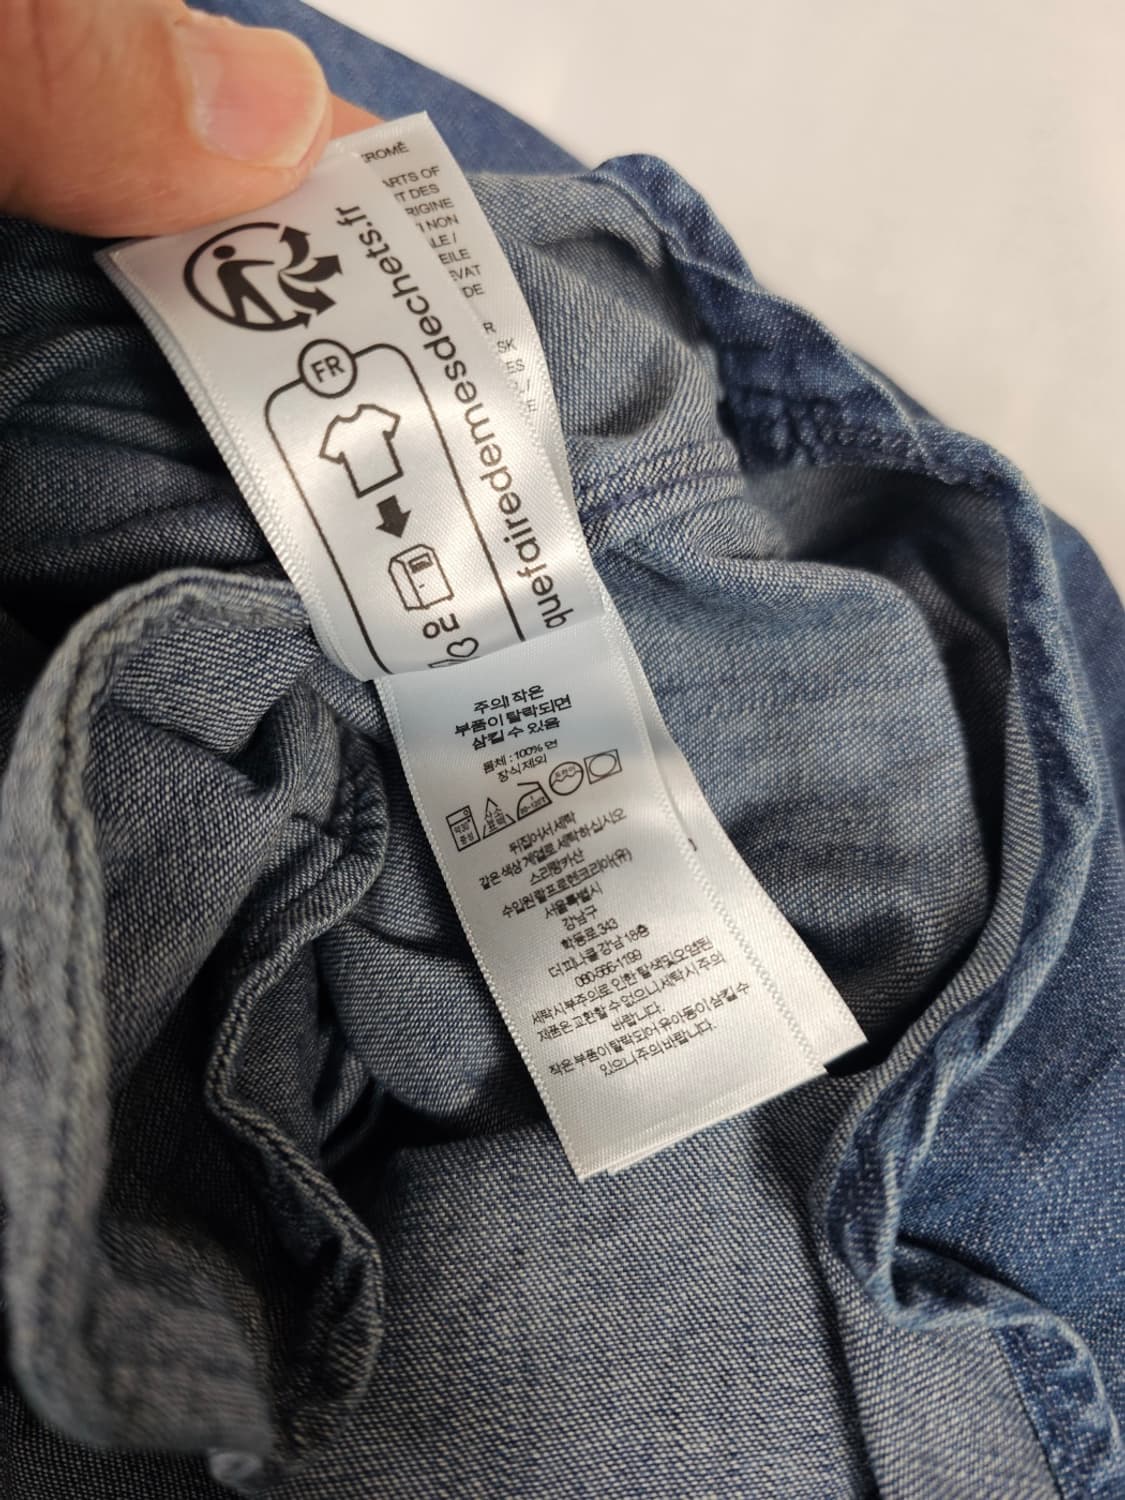 quefairedemesdechets.fr
FR
OU
주의! 작은
부품이 탈락되면
삼킬 수 있음
몸체 : 100% 면
장식제외
뒤집어서 세탁
같은 색상 계열로 세탁하십시오
스리랑카산
수입원 랄프로렌코리아(유)
서울특별시
강남구
학동로 343
더 피나클 강남 18층
080-566-1199
세탁시 부주의로 인한 탈색 및 오염된
제품은 교환할 수 없으니 세탁시 주의
바랍니다.
작은 부품이 탈락되어 유아동이 삼킬 수
있으니 주의 바랍니다.
ARTS OF
T DES
RIGINE
NON
LE /
EILE
EVAT
DE
R
SK
ES